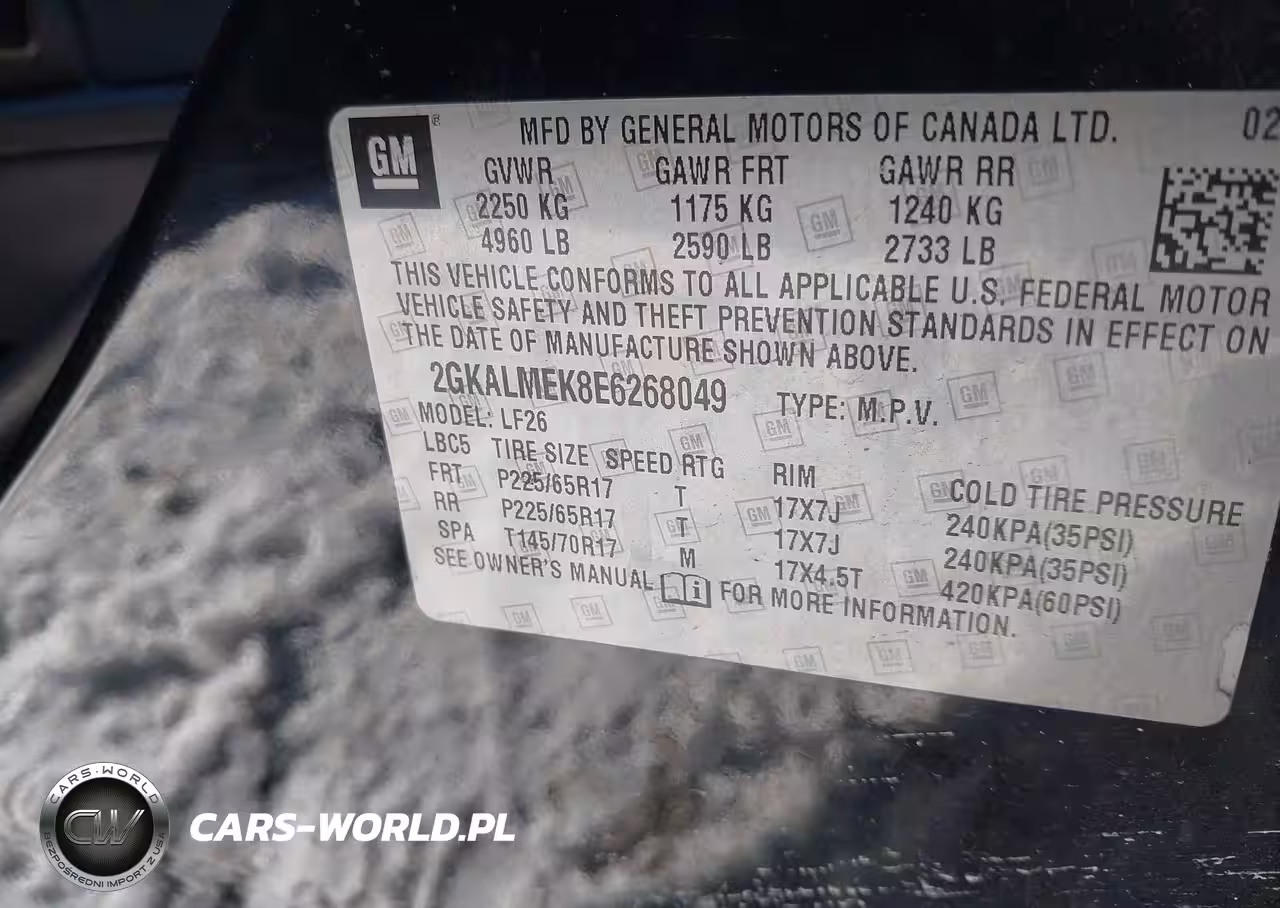 GM®
MFD BY GENERAL MOTORS OF CANADA LTD. 02
GVWR GAWR FRT GAWR RR
2250 KG 1175 KG 1240 KG
4960 LB 2590 LB 2733 LB
THIS VEHICLE CONFORMS TO ALL APPLICABLE U.S. FEDERAL MOTOR
VEHICLE SAFETY AND THEFT PREVENTION STANDARDS IN EFFECT ON
THE DATE OF MANUFACTURE SHOWN ABOVE.
2GKALMEK8E6268049 TYPE: M.P.V.
MODEL: LF26
LBC5 TIRE SIZE SPEED RTG RIM COLD TIRE PRESSURE
FRT P225/65R17 T 17X7J 240KPA(35PSI)
RR P225/65R17 T 17X7J 240KPA(35PSI)
SPA T145/70R17 M 17X4.5T 420KPA(60PSI)
SEE OWNER'S MANUAL FOR MORE INFORMATION.
CARS-WORLD
CW
BEZPOŚREDNI IMPORT Z USA
CARS-WORLD.PL